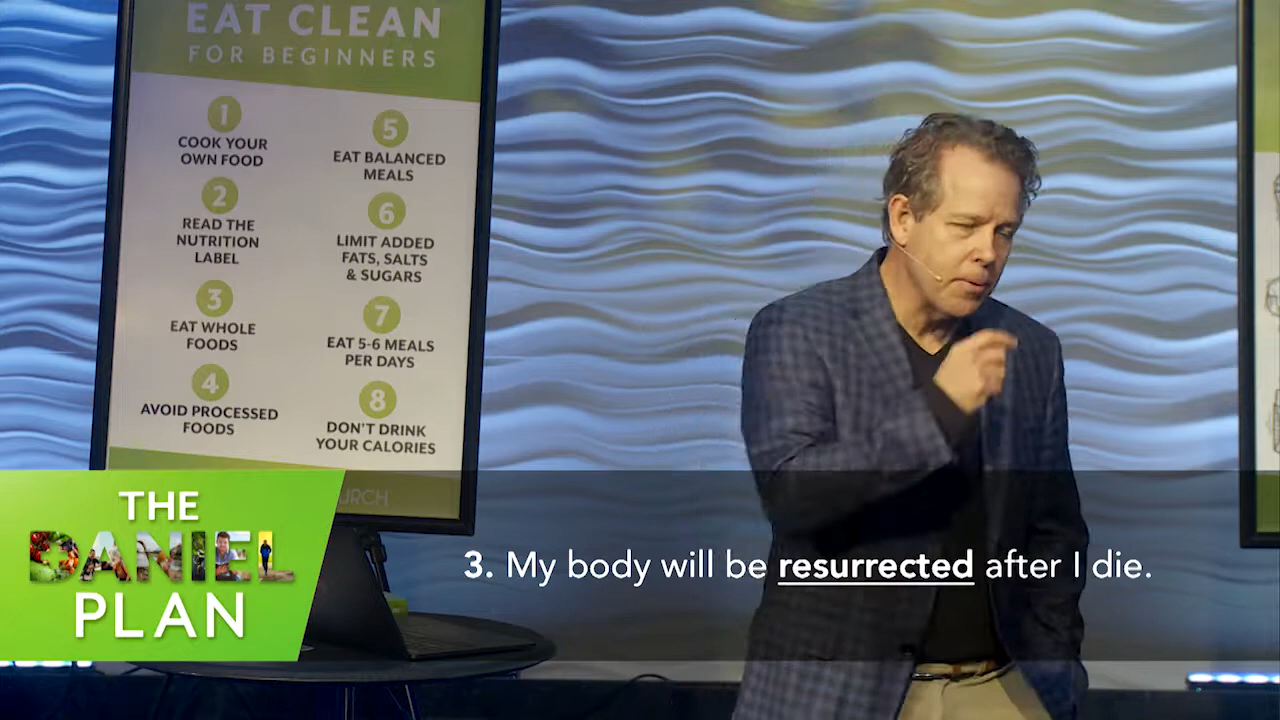 EAT CLEAN
FOR BEGINNERS
1
COOK YOUR
OWN FOOD
2
READ THE
NUTRITION
LABEL
3
EAT WHOLE
FOODS
4
AVOID PROCESSED
FOODS
5
EAT BALANCED
MEALS
6
LIMIT ADDED
FATS, SALTS
& SUGARS
7
EAT 5-6 MEALS
PER DAYS
8
DON'T DRINK
YOUR CALORIES
THE
DANIEL
PLAN
3. My body will be resurrected after I die.